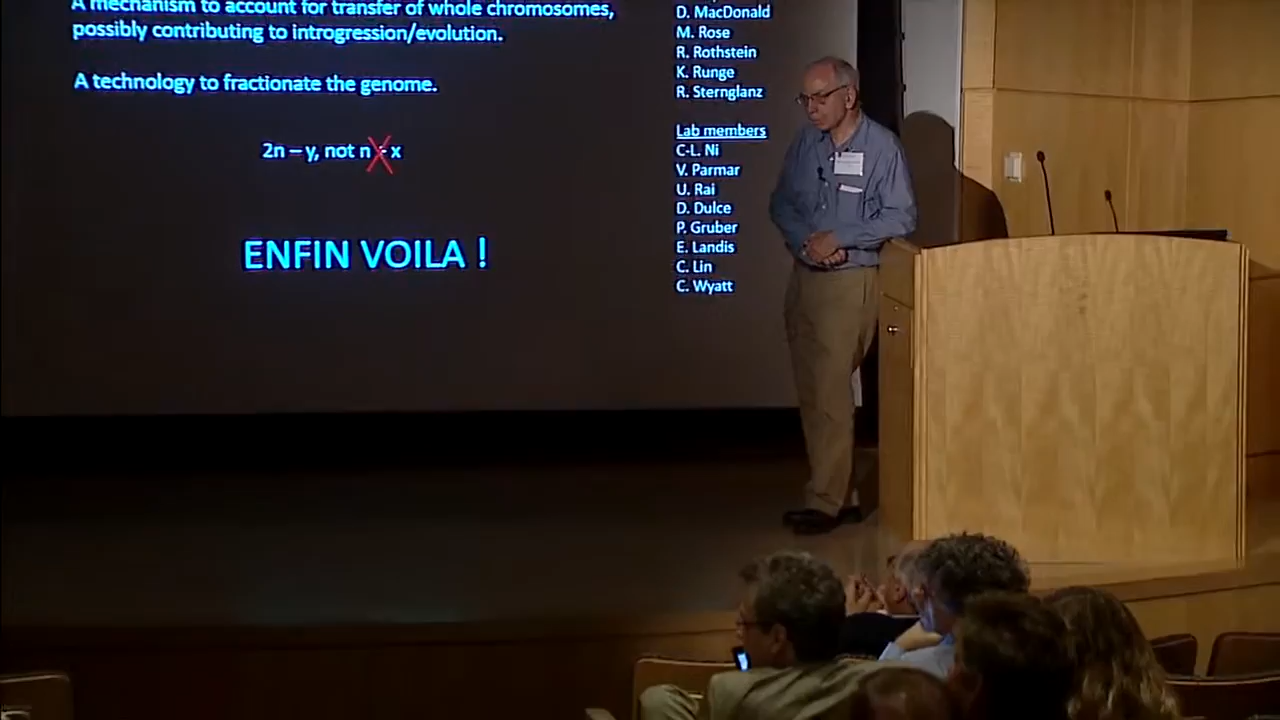 A mechanism to account for transfer of whole chromosomes,
possibly contributing to introgression/evolution.
A technology to fractionate the genome.
2n – y, not n - x
ENFIN VOILA !
D. MacDonald
M. Rose
R. Rothstein
K. Runge
R. Sternglanz
Lab members
C-L. Ni
V. Parmar
U. Rai
D. Dulce
P. Gruber
E. Landis
C. Lin
C. Wyatt